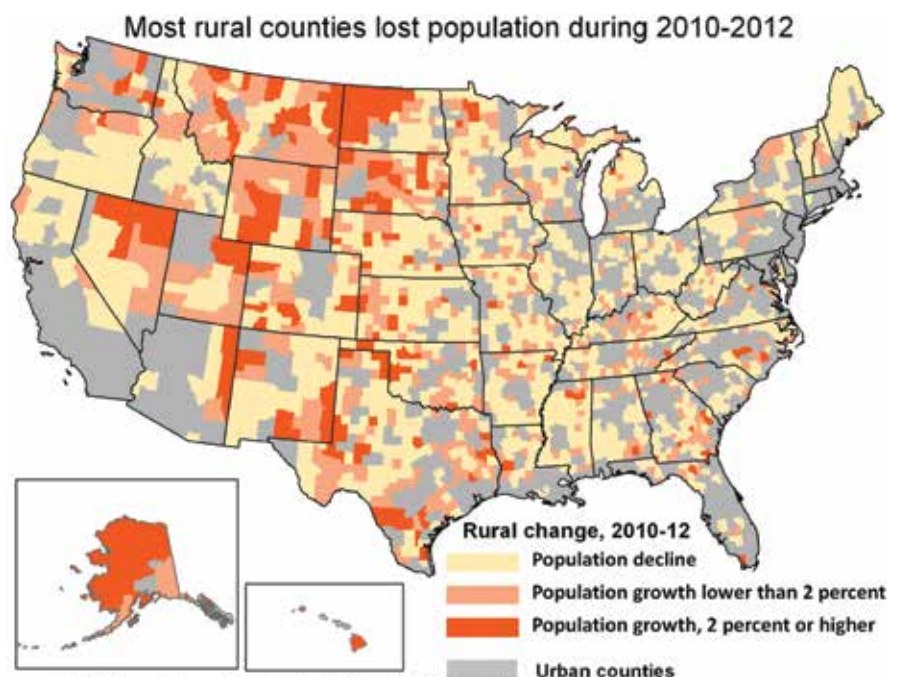 Most rural counties lost population during 2010-2012
Rural change, 2010-12
Population decline
Population growth lower than 2 percent
Population growth, 2 percent or higher
Urban counties